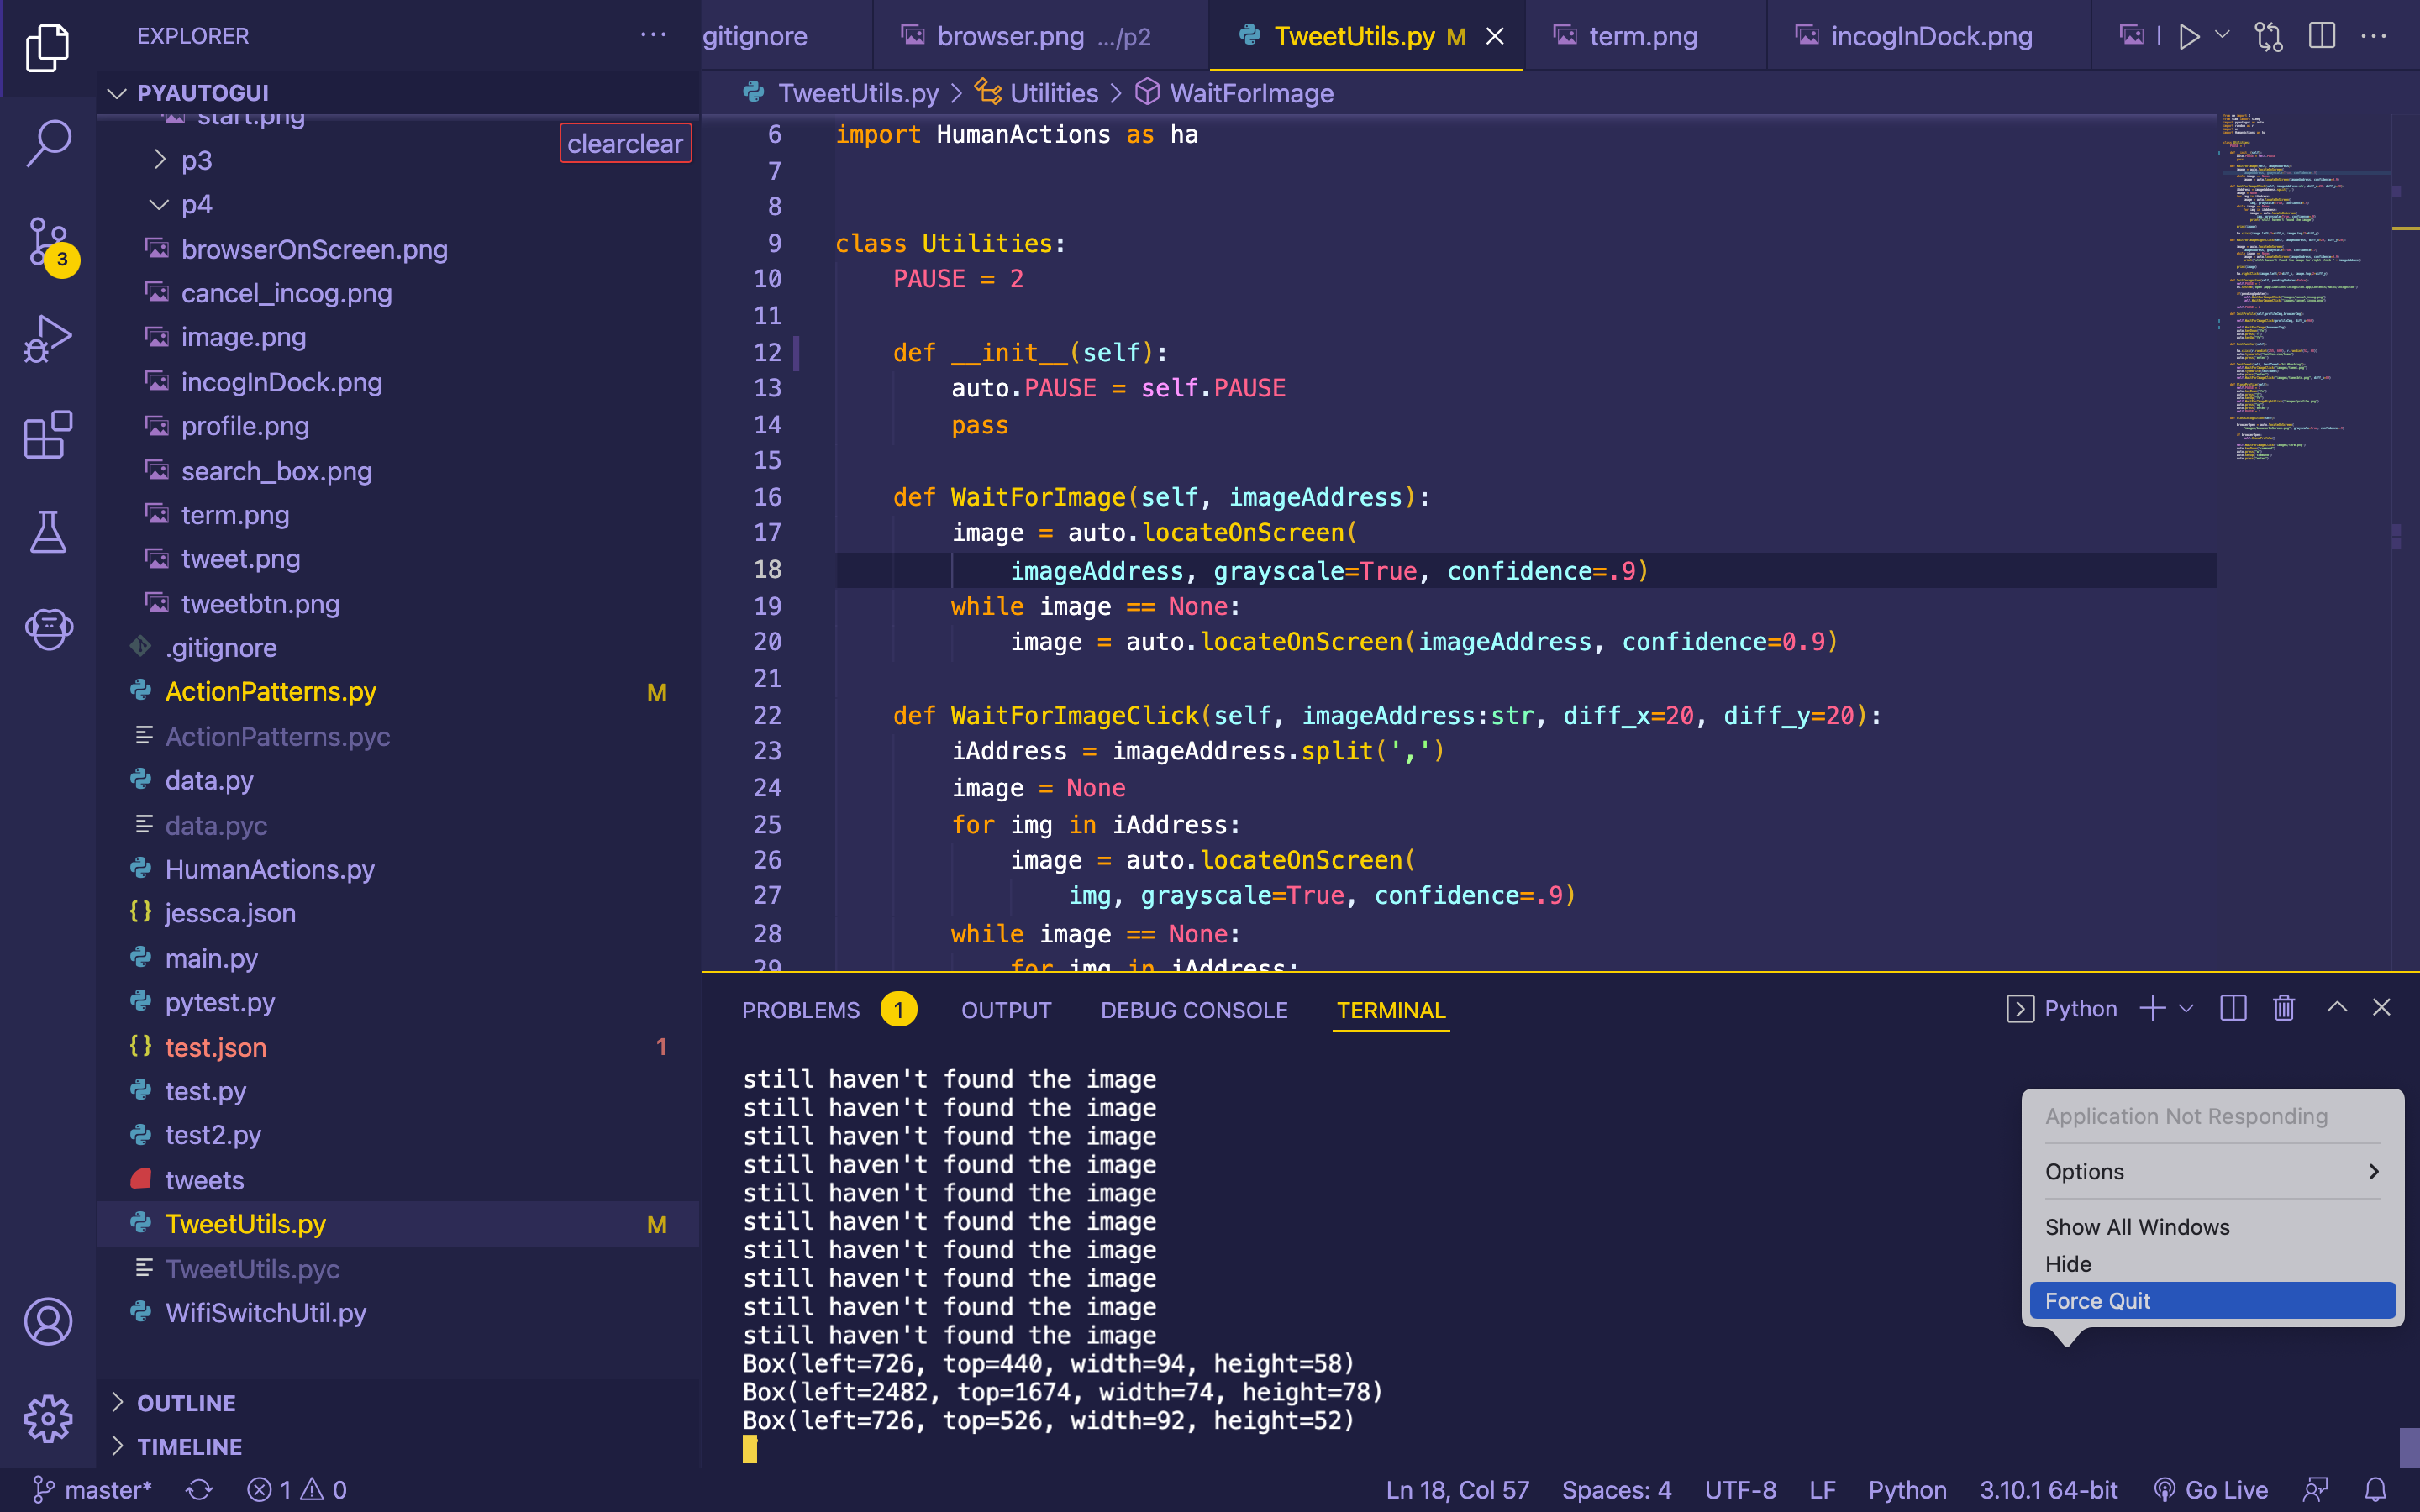 EXPLORER
PYAUTOGUI
start.png
clearclear
p3
p4
browserOnScreen.png
cancel_incog.png
image.png
incogInDock.png
profile.png
search_box.png
term.png
tweet.png
tweetbtn.png
.gitignore
ActionPatterns.py M
ActionPatterns.pyc
data.py
data.pyc
HumanActions.py
{} jessca.json
main.py
pytest.py
{} test.json 1
test.py
test2.py
tweets
TweetUtils.py M
TweetUtils.pyc
WifiSwitchUtil.py
OUTLINE
TIMELINE
3
gitignore
browser.png .../p2
TweetUtils.py M
term.png
incogInDock.png
TweetUtils.py > Utilities > WaitForImage
6 import HumanActions as ha
7
8
9 class Utilities:
10 PAUSE = 2
11
12 def __init__(self):
13 auto.PAUSE = self.PAUSE
14 pass
15
16 def WaitForImage(self, imageAddress):
17 image = auto.locateOnScreen(
18 imageAddress, grayscale=True, confidence=.9)
19 while image == None:
20 image = auto.locateOnScreen(imageAddress, confidence=0.9)
21
22 def WaitForImageClick(self, imageAddress:str, diff_x=20, diff_y=20):
23 iAddress = imageAddress.split(',')
24 image = None
25 for img in iAddress:
26 image = auto.locateOnScreen(
27 img, grayscale=True, confidence=.9)
28 while image == None:
29 for img in iAddress:
PROBLEMS 1 OUTPUT DEBUG CONSOLE TERMINAL
Python
still haven't found the image
still haven't found the image
still haven't found the image
still haven't found the image
still haven't found the image
still haven't found the image
still haven't found the image
still haven't found the image
still haven't found the image
still haven't found the image
Box(left=726, top=440, width=94, height=58)
Box(left=2482, top=1674, width=74, height=78)
Box(left=726, top=526, width=92, height=52)
Application Not Responding
Options
Show All Windows
Hide
Force Quit
master* 1 0
Ln 18, Col 57 Spaces: 4 UTF-8 LF Python 3.10.1 64-bit Go Live